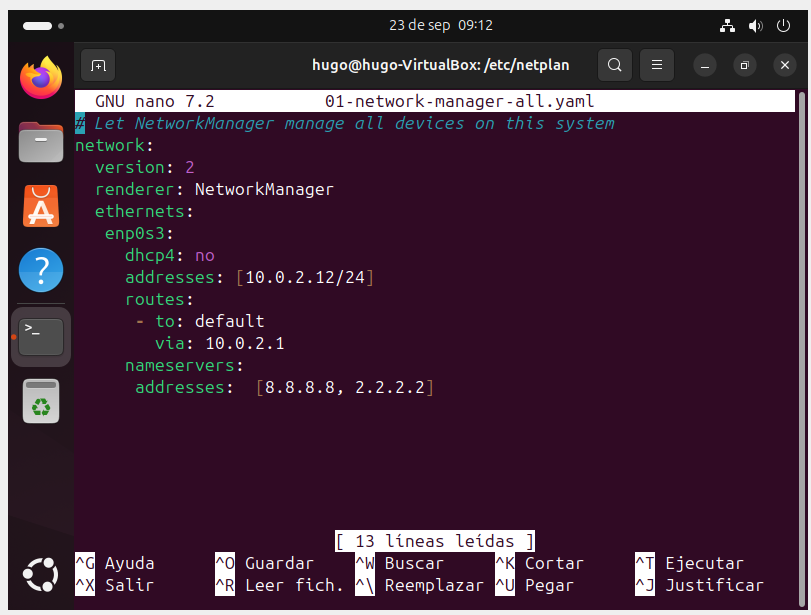 23 de sep 09:12
hugo@hugo-VirtualBox: /etc/netplan
GNU nano 7.2 01-network-manager-all.yaml
# Let NetworkManager manage all devices on this system
network:
  version: 2
  renderer: NetworkManager
  ethernets:
   enp0s3:
     dhcp4: no
     addresses: [10.0.2.12/24]
     routes:
      - to: default
        via: 10.0.2.1
     nameservers:
      addresses:  [8.8.8.8, 2.2.2.2]
[ 13 líneas leídas ]
^G Ayuda ^O Guardar ^W Buscar ^K Cortar ^T Ejecutar
^X Salir ^R Leer fich. ^\ Reemplazar ^U Pegar ^J Justificar